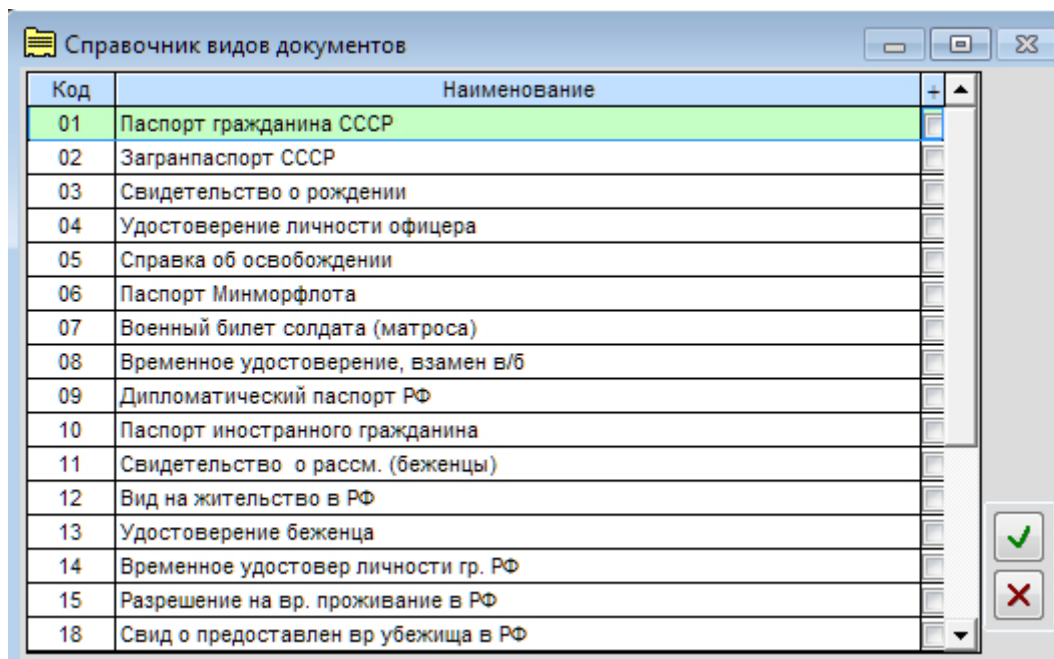 Справочник видов документов
Код Наименование +
01 Паспорт гражданина СССР
02 Загранпаспорт СССР
03 Свидетельство о рождении
04 Удостоверение личности офицера
05 Справка об освобождении
06 Паспорт Минморфлота
07 Военный билет солдата (матроса)
08 Временное удостоверение, взамен в/б
09 Дипломатический паспорт РФ
10 Паспорт иностранного гражданина
11 Свидетельство о рассм. (беженцы)
12 Вид на жительство в РФ
13 Удостоверение беженца
14 Временное удостовер личности гр. РФ
15 Разрешение на вр. проживание в РФ
18 Свид о предоставлен вр убежища в РФ